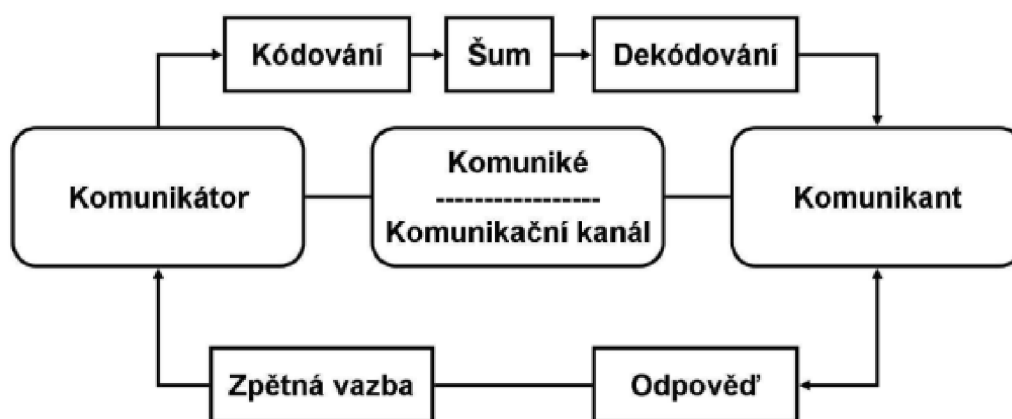 Kódování
Šum
Dekódování
Komunikátor
Komuniké
-----------------
Komunikační kanál
Komunikant
Zpětná vazba
Odpověď